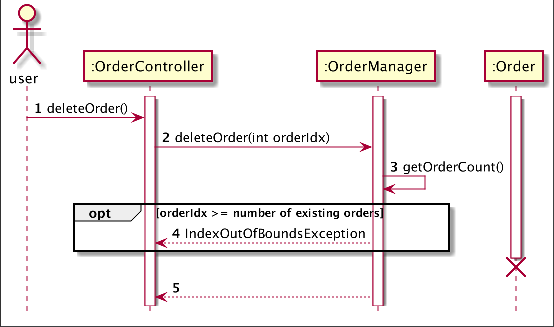 user
:OrderController
:OrderManager
:Order
1 deleteOrder()
2 deleteOrder(int orderIdx)
3 getOrderCount()
opt [orderIdx >= number of existing orders]
4 IndexOutOfBoundsException
5